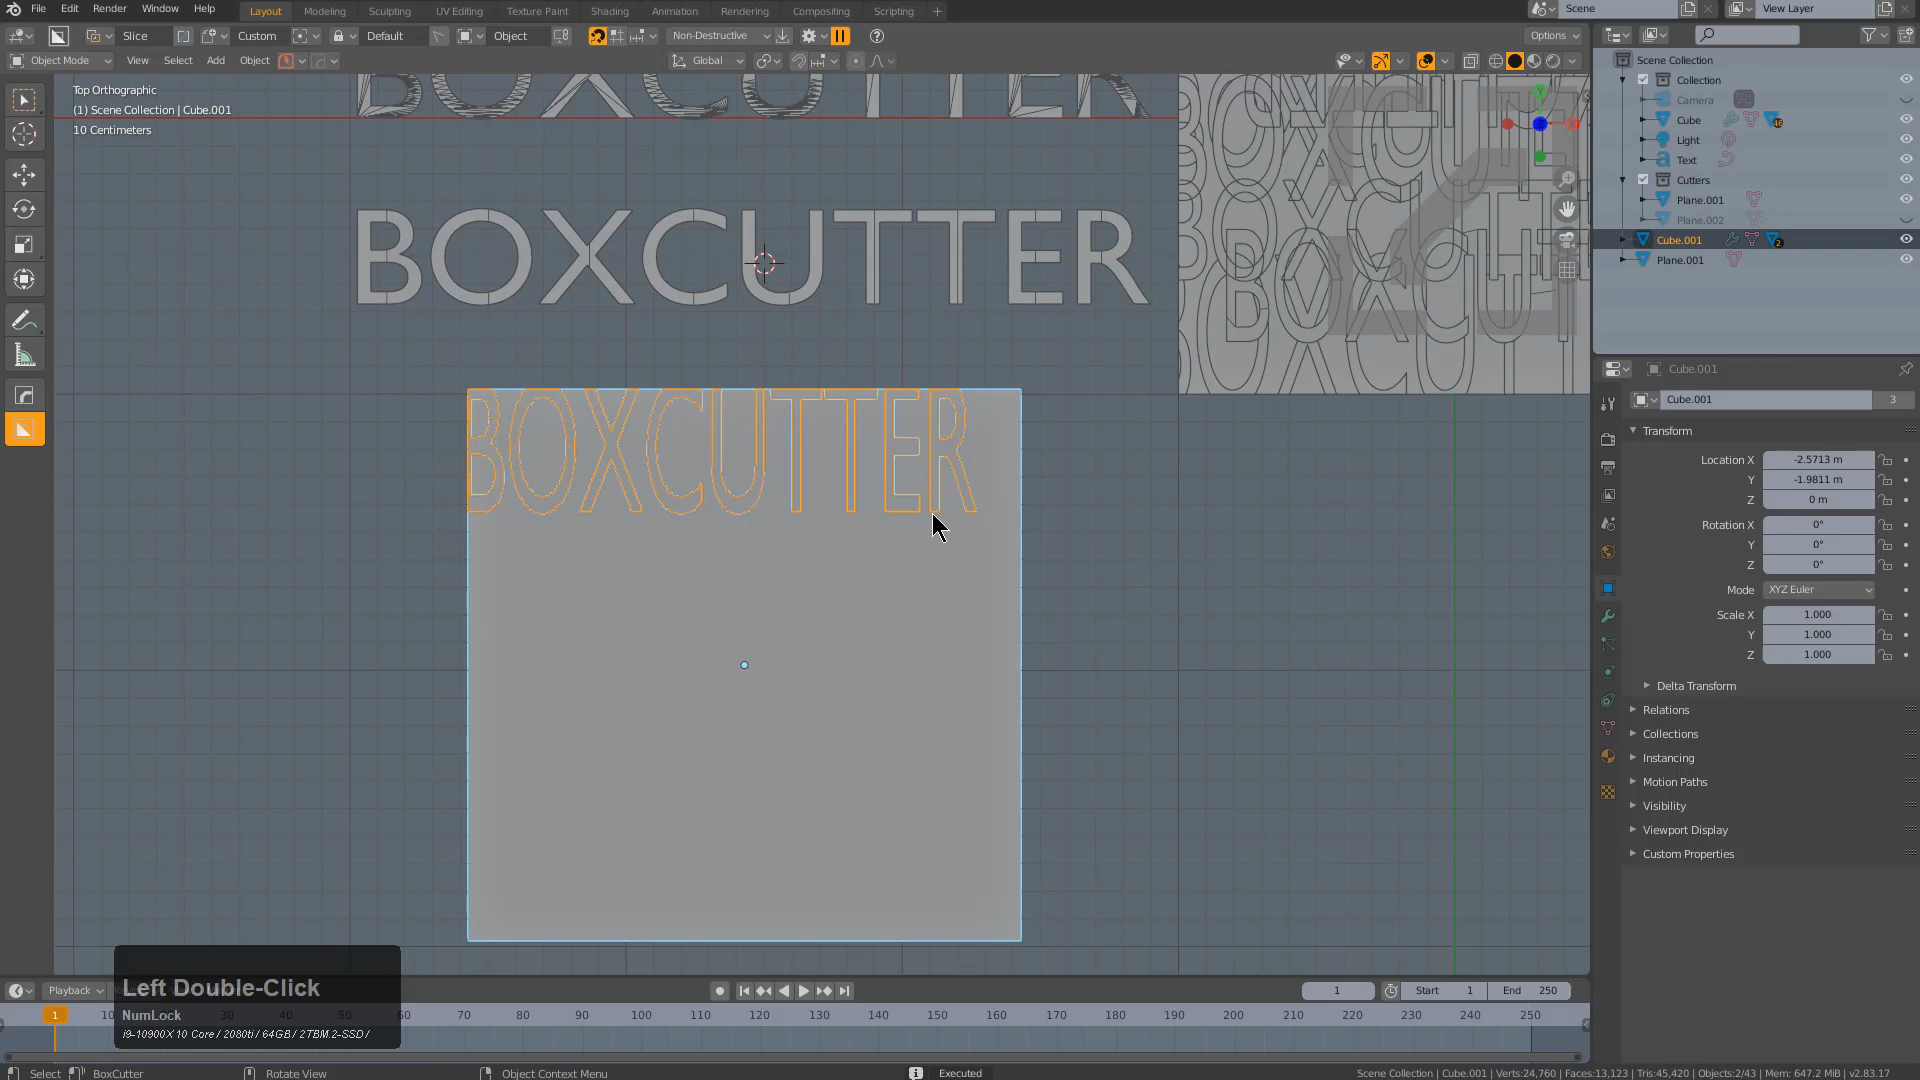 File Edit Render Window Help Layout Modeling Sculpting UV Editing Texture Paint Shading Animation Rendering Compositing Scripting + Scene View Layer
Slice Custom Default Object Non-Destructive Options
Object Mode View Select Add Object Global
Top Orthographic
(1) Scene Collection | Cube.001
10 Centimeters
BOXCUTTER
BOXCUTTER
BOXCUTTER
Scene Collection
Collection
Camera
Cube
Light
Text
Cutters
Plane.001
Plane.002
Cube.001 2
Plane.001
Cube.001
Cube.001 3
Transform
Location X -2.5713 m
Y -1.9811 m
Z 0 m
Rotation X 0°
Y 0°
Z 0°
Mode XYZ Euler
Scale X 1.000
Y 1.000
Z 1.000
Delta Transform
Relations
Collections
Instancing
Motion Paths
Visibility
Viewport Display
Custom Properties
Left Double-Click
NumLock
i9-10900X 10 Core / 2080ti / 64GB / 2TBM.2-SSD /
Playback 1 Start 1 End 250
1 70 80 90 100 110 120 130 140 150 160 170 180 190 200 210 220 230 240 250
Select BoxCutter Rotate View Object Context Menu Executed Scene Collection | Cube.001 | Verts:24,760 | Faces:13,123 | Tris:45,420 | Objects:2/43 | Mem: 647.2 MiB | v2.83.17